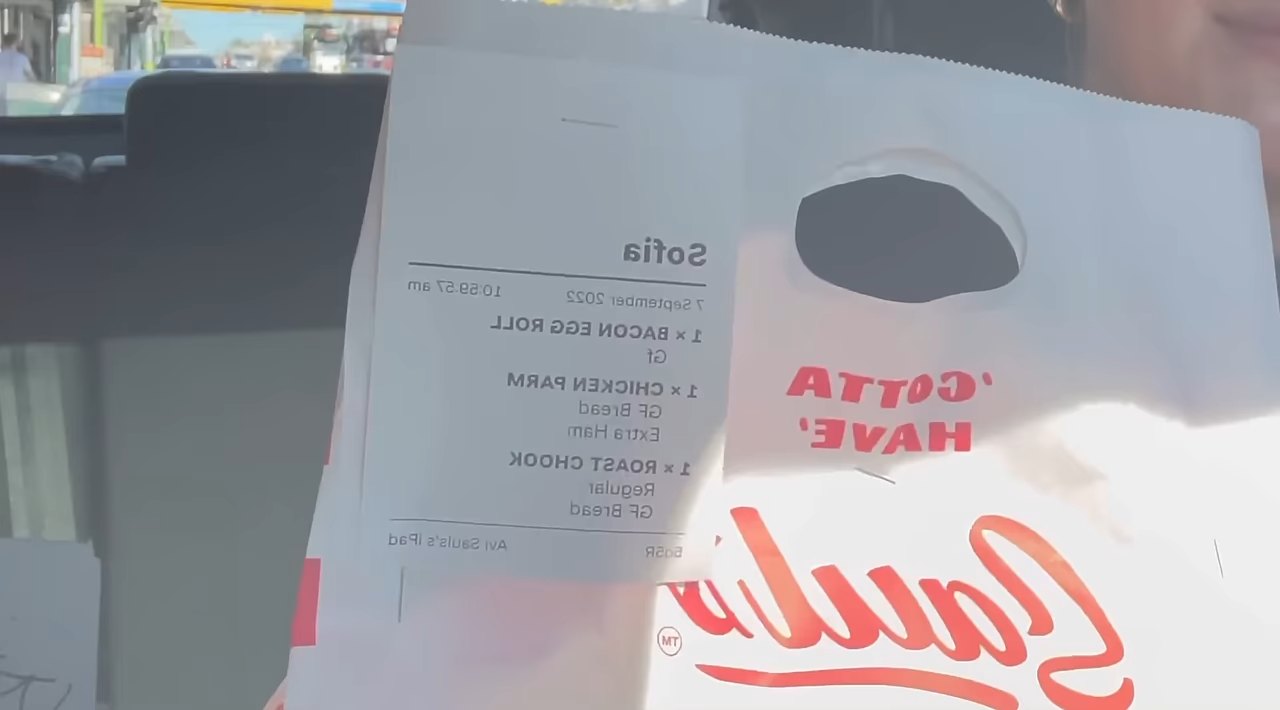 Sofia
7 September 2022 10:59:57 am
1 × BACON EGG ROLL
Gf
1 × CHICKEN PARM
GF Bread
Extra Ham
1 × ROAST CHOOK
Regular
GF Bread
Avi Sauls's iPad
'GOTTA
HAVE'
Saul's
TM